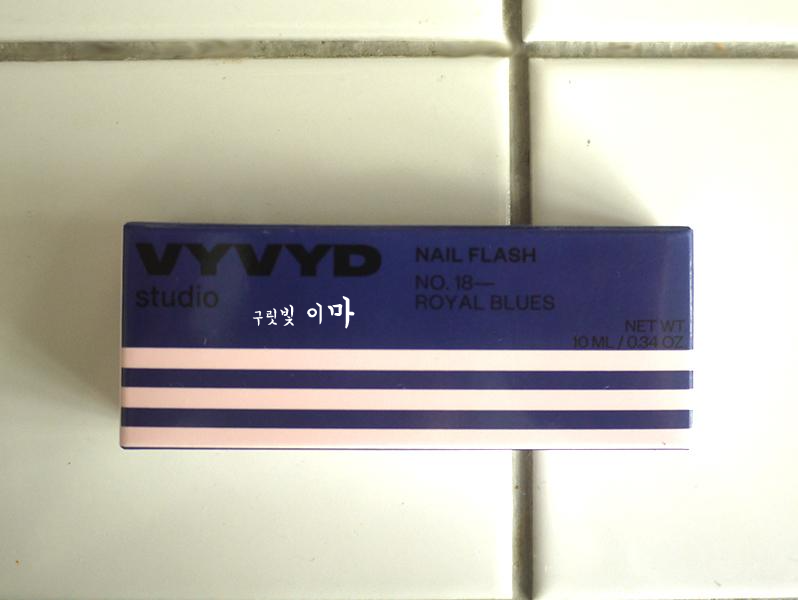 VYVYD
studio
구릿빛 이마
NAIL FLASH
NO. 18—
ROYAL BLUES
NET WT
10 ML / 0.34 OZ